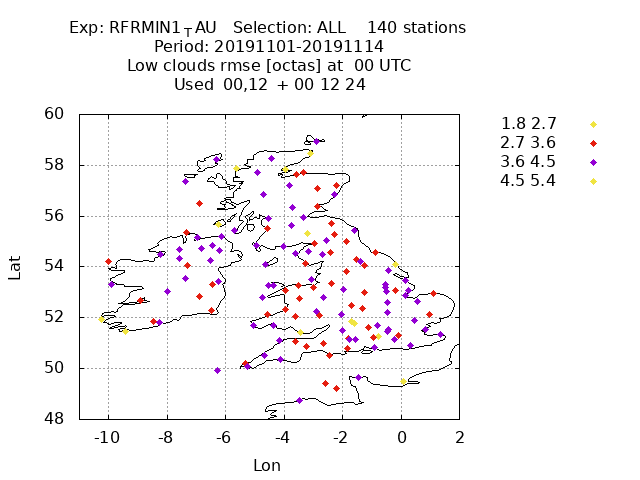 Exp: RFRMIN1_TAU Selection: ALL 140 stations
Period: 20191101-20191114
Low clouds rmse [octas] at 00 UTC
Used 00,12 + 00 12 24
60
58
56
54
52
50
48
Lat
-10 -8 -6 -4 -2 0 2
Lon
1.8 2.7
2.7 3.6
3.6 4.5
4.5 5.4